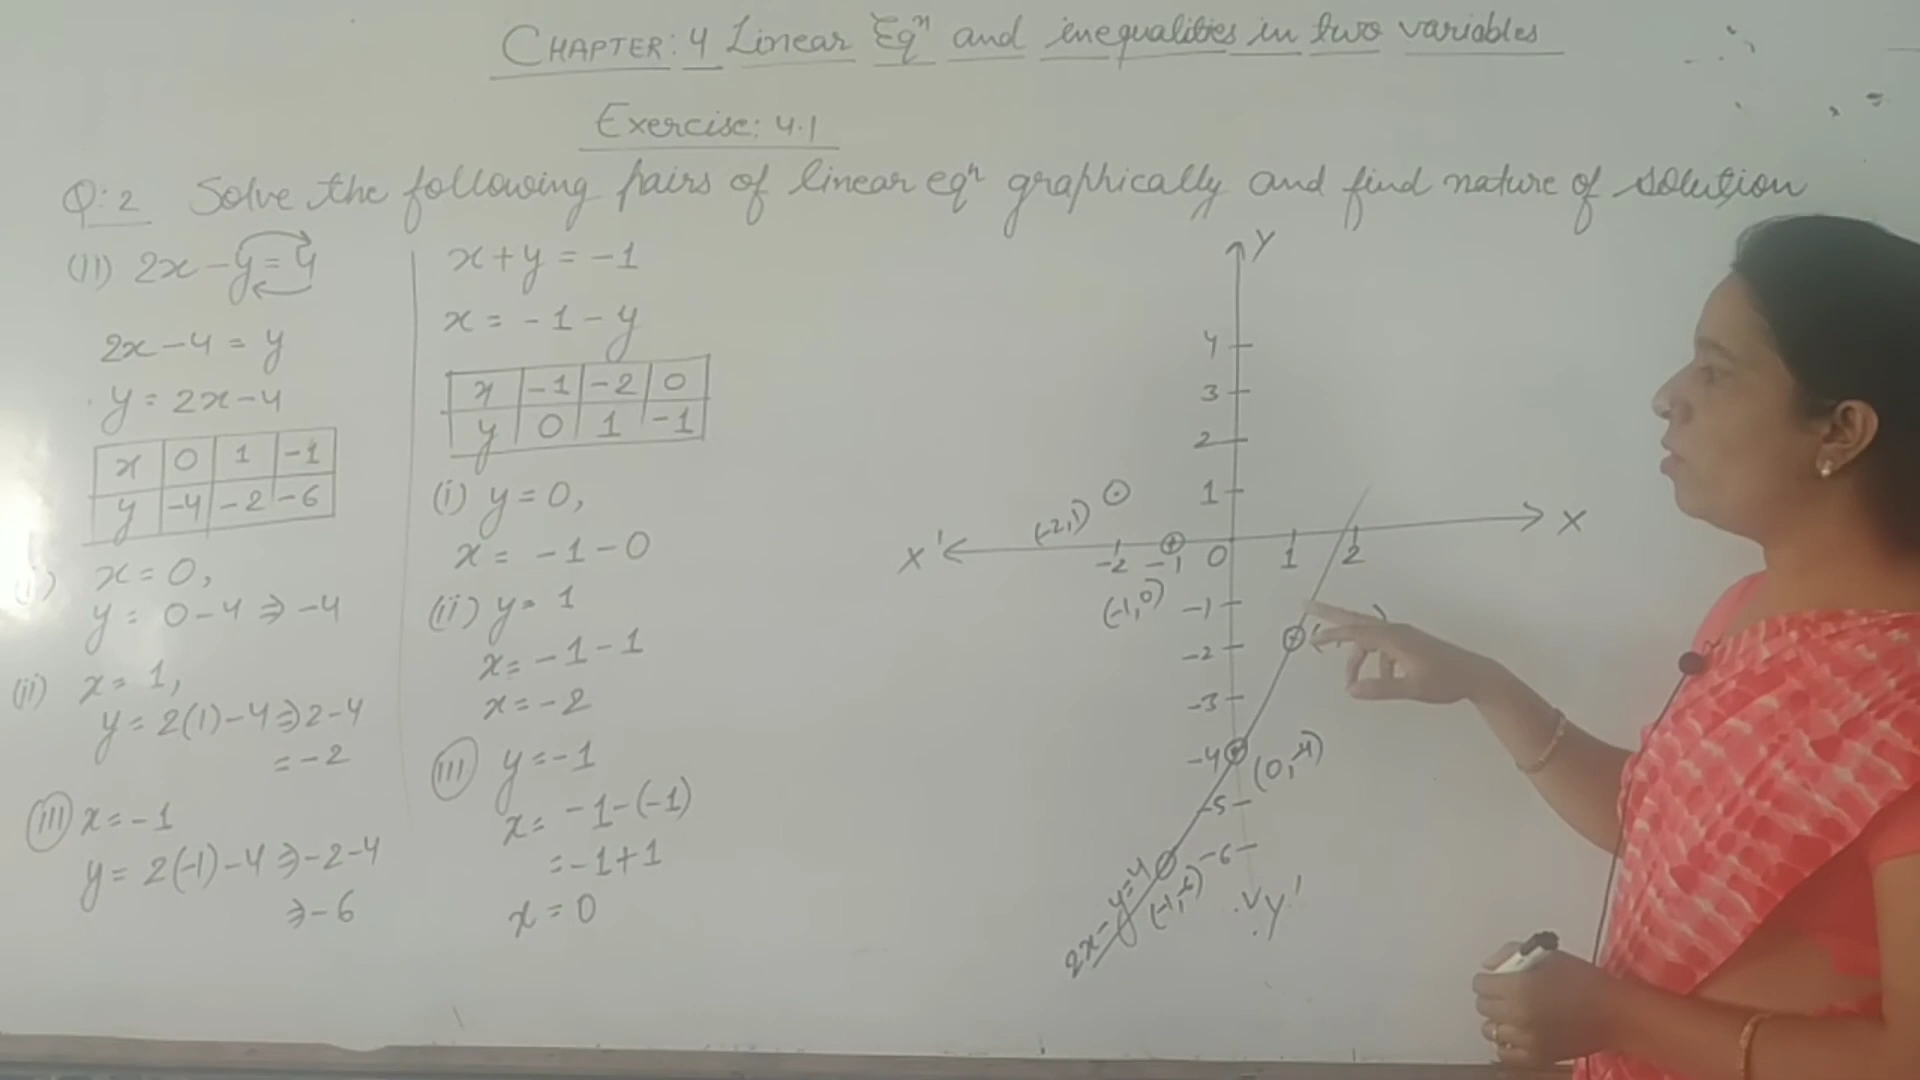 CHAPTER: 4 Linear Eqⁿ and inequalities in two variables
Exercise: 4.1
Q:2 Solve the following pairs of linear eqⁿ graphically and find nature of solution
(II) 2x - y = 4
2x - 4 = y
y = 2x - 4
x 0 1 -1
y -4 -2 -6
(i) x = 0,
y = 0 - 4 ⇒ -4
(ii) x = 1,
y = 2(1) - 4 ⇒ 2 - 4
= -2
(III) x = -1
y = 2(-1) - 4 ⇒ -2 - 4
⇒ -6
x + y = -1
x = -1 - y
x -1 -2 0
y 0 1 -1
(i) y = 0,
x = -1 - 0
(ii) y = 1
x = -1 - 1
x = -2
(III) y = -1
x = -1 - (-1)
= -1 + 1
x = 0
Y
4
3
2
1
(-2,1)
X' -2 -1 0 1 2 X
(-1,0)
-1
-2
-3
-4 (0,-4)
-5
-6
(-1,-6)
2x - y = 4
Y'